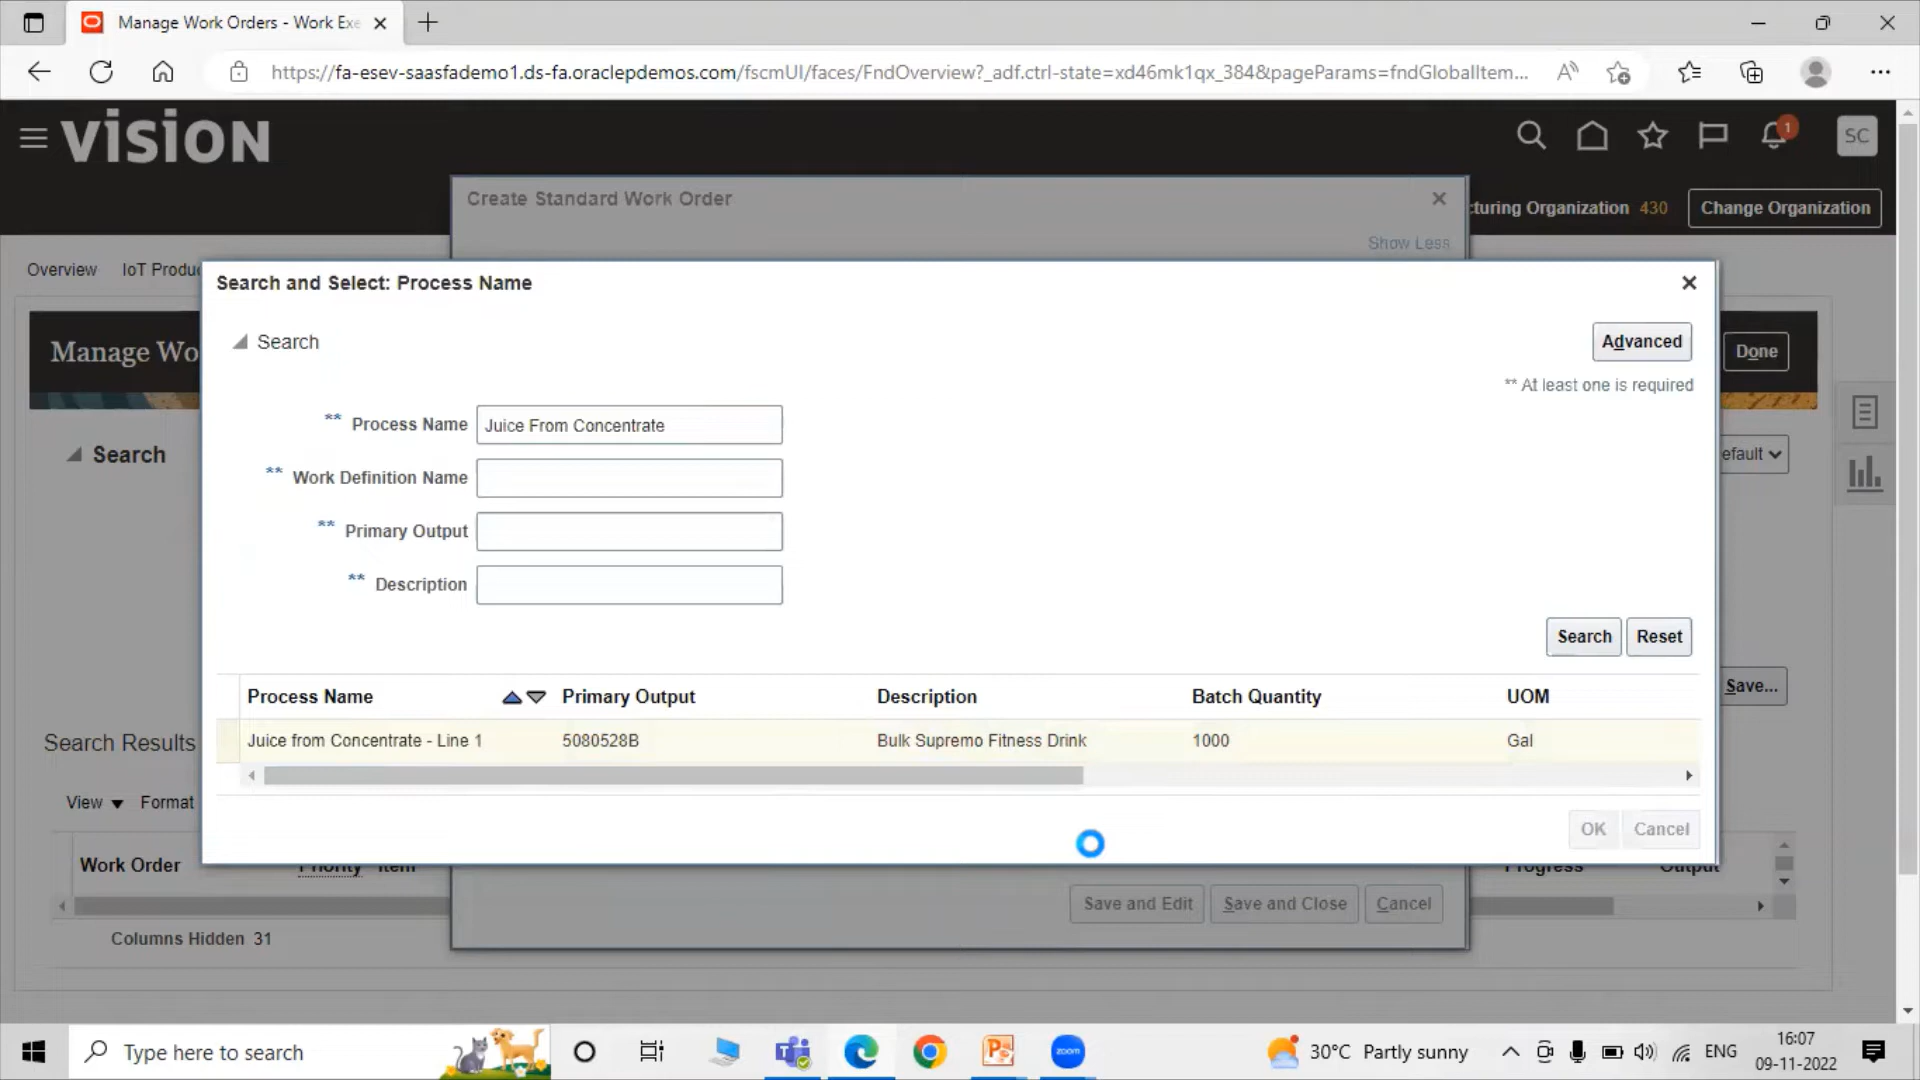 Manage Work Orders - Work Exe
https://fa-esev-saasfademo1.ds-fa.oraclepdemos.com/fscmUI/faces/FndOverview?_adf.ctrl-state=xd46mk1qx_384&pageParams=fndGlobalItem...
VISION
1
SC
Create Standard Work Order
cturing Organization 430
Change Organization
Show Less
Overview
IoT Produ
Search and Select: Process Name
Search
Advanced
Manage Wo
Done
** At least one is required
** Process Name
Juice From Concentrate
Search
efault
** Work Definition Name
** Primary Output
** Description
Search
Reset
Save...
Process Name
Primary Output
Description
Batch Quantity
UOM
Juice from Concentrate - Line 1
5080528B
Bulk Supremo Fitness Drink
1000
Gal
Search Results
View
Format
OK
Cancel
Work Order
Priority
Item
Progress
Output
Save and Edit
Save and Close
Cancel
Columns Hidden 31
Type here to search
zoom
30°C Partly sunny
ENG
16:07
09-11-2022